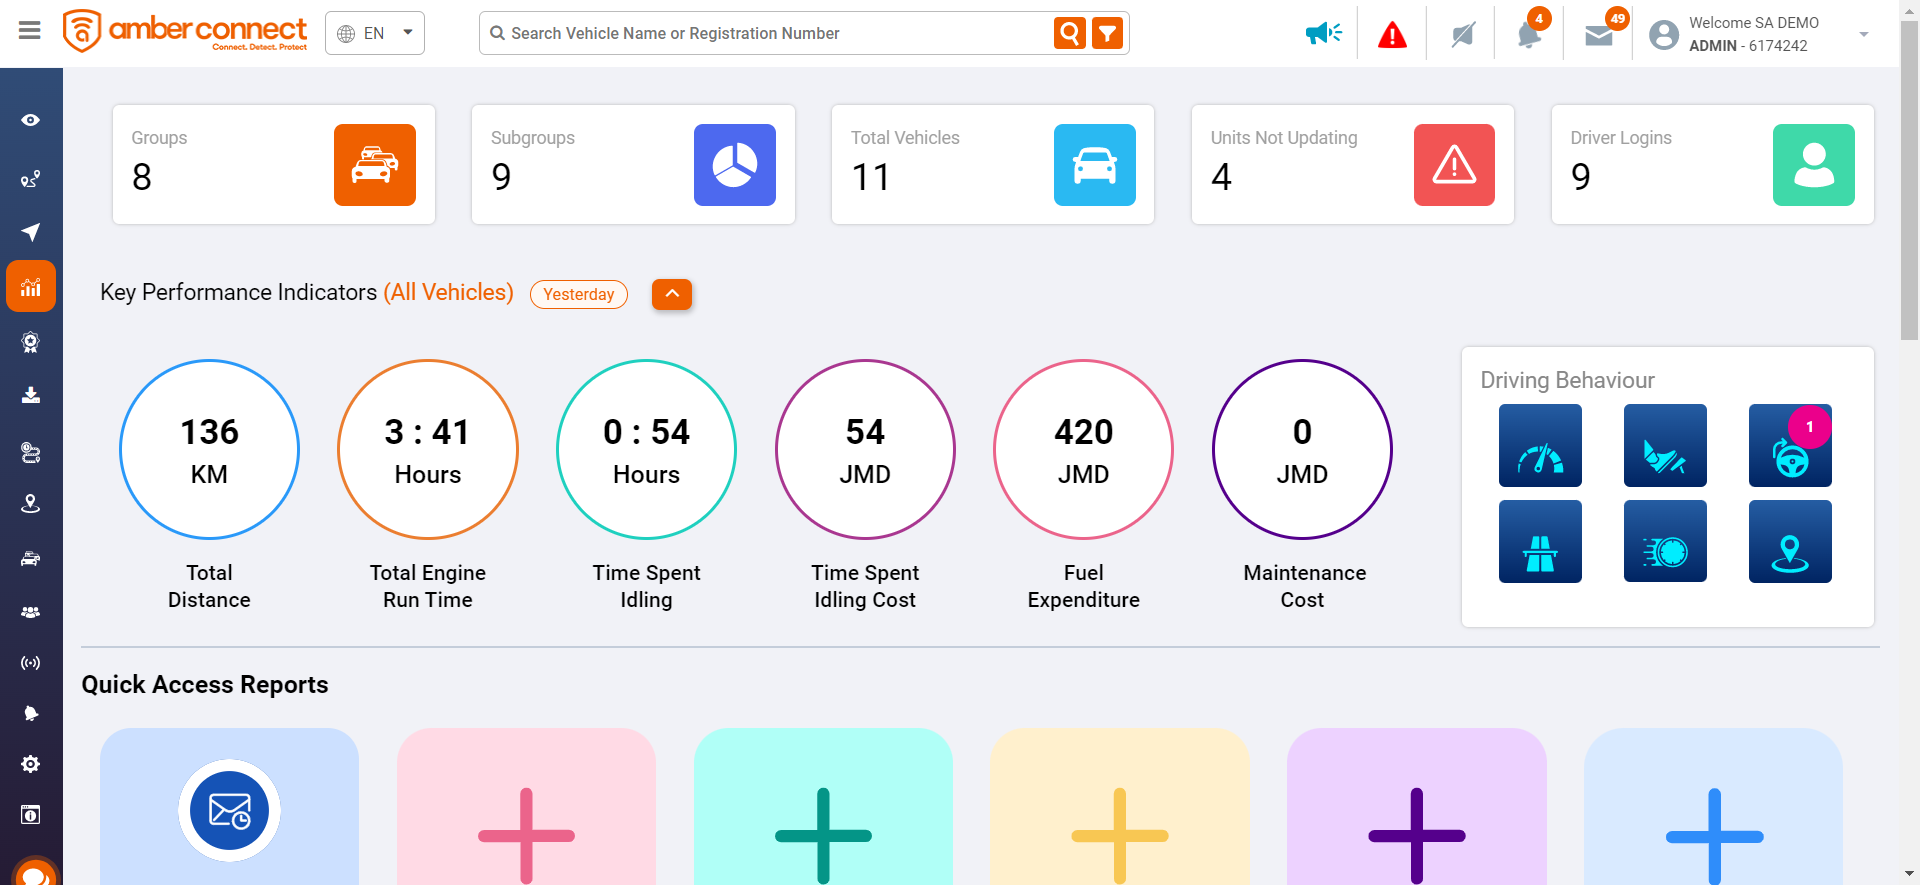 amber connect
Connect. Detect. Protect
EN
Search Vehicle Name or Registration Number
4
49
Welcome SA DEMO
ADMIN - 6174242
Groups
8
Subgroups
9
Total Vehicles
11
Units Not Updating
4
Driver Logins
9
Key Performance Indicators (All Vehicles)
Yesterday
136
KM
Total
Distance
3 : 41
Hours
Total Engine
Run Time
0 : 54
Hours
Time Spent
Idling
54
JMD
Time Spent
Idling Cost
420
JMD
Fuel
Expenditure
0
JMD
Maintenance
Cost
Driving Behaviour
1
Quick Access Reports